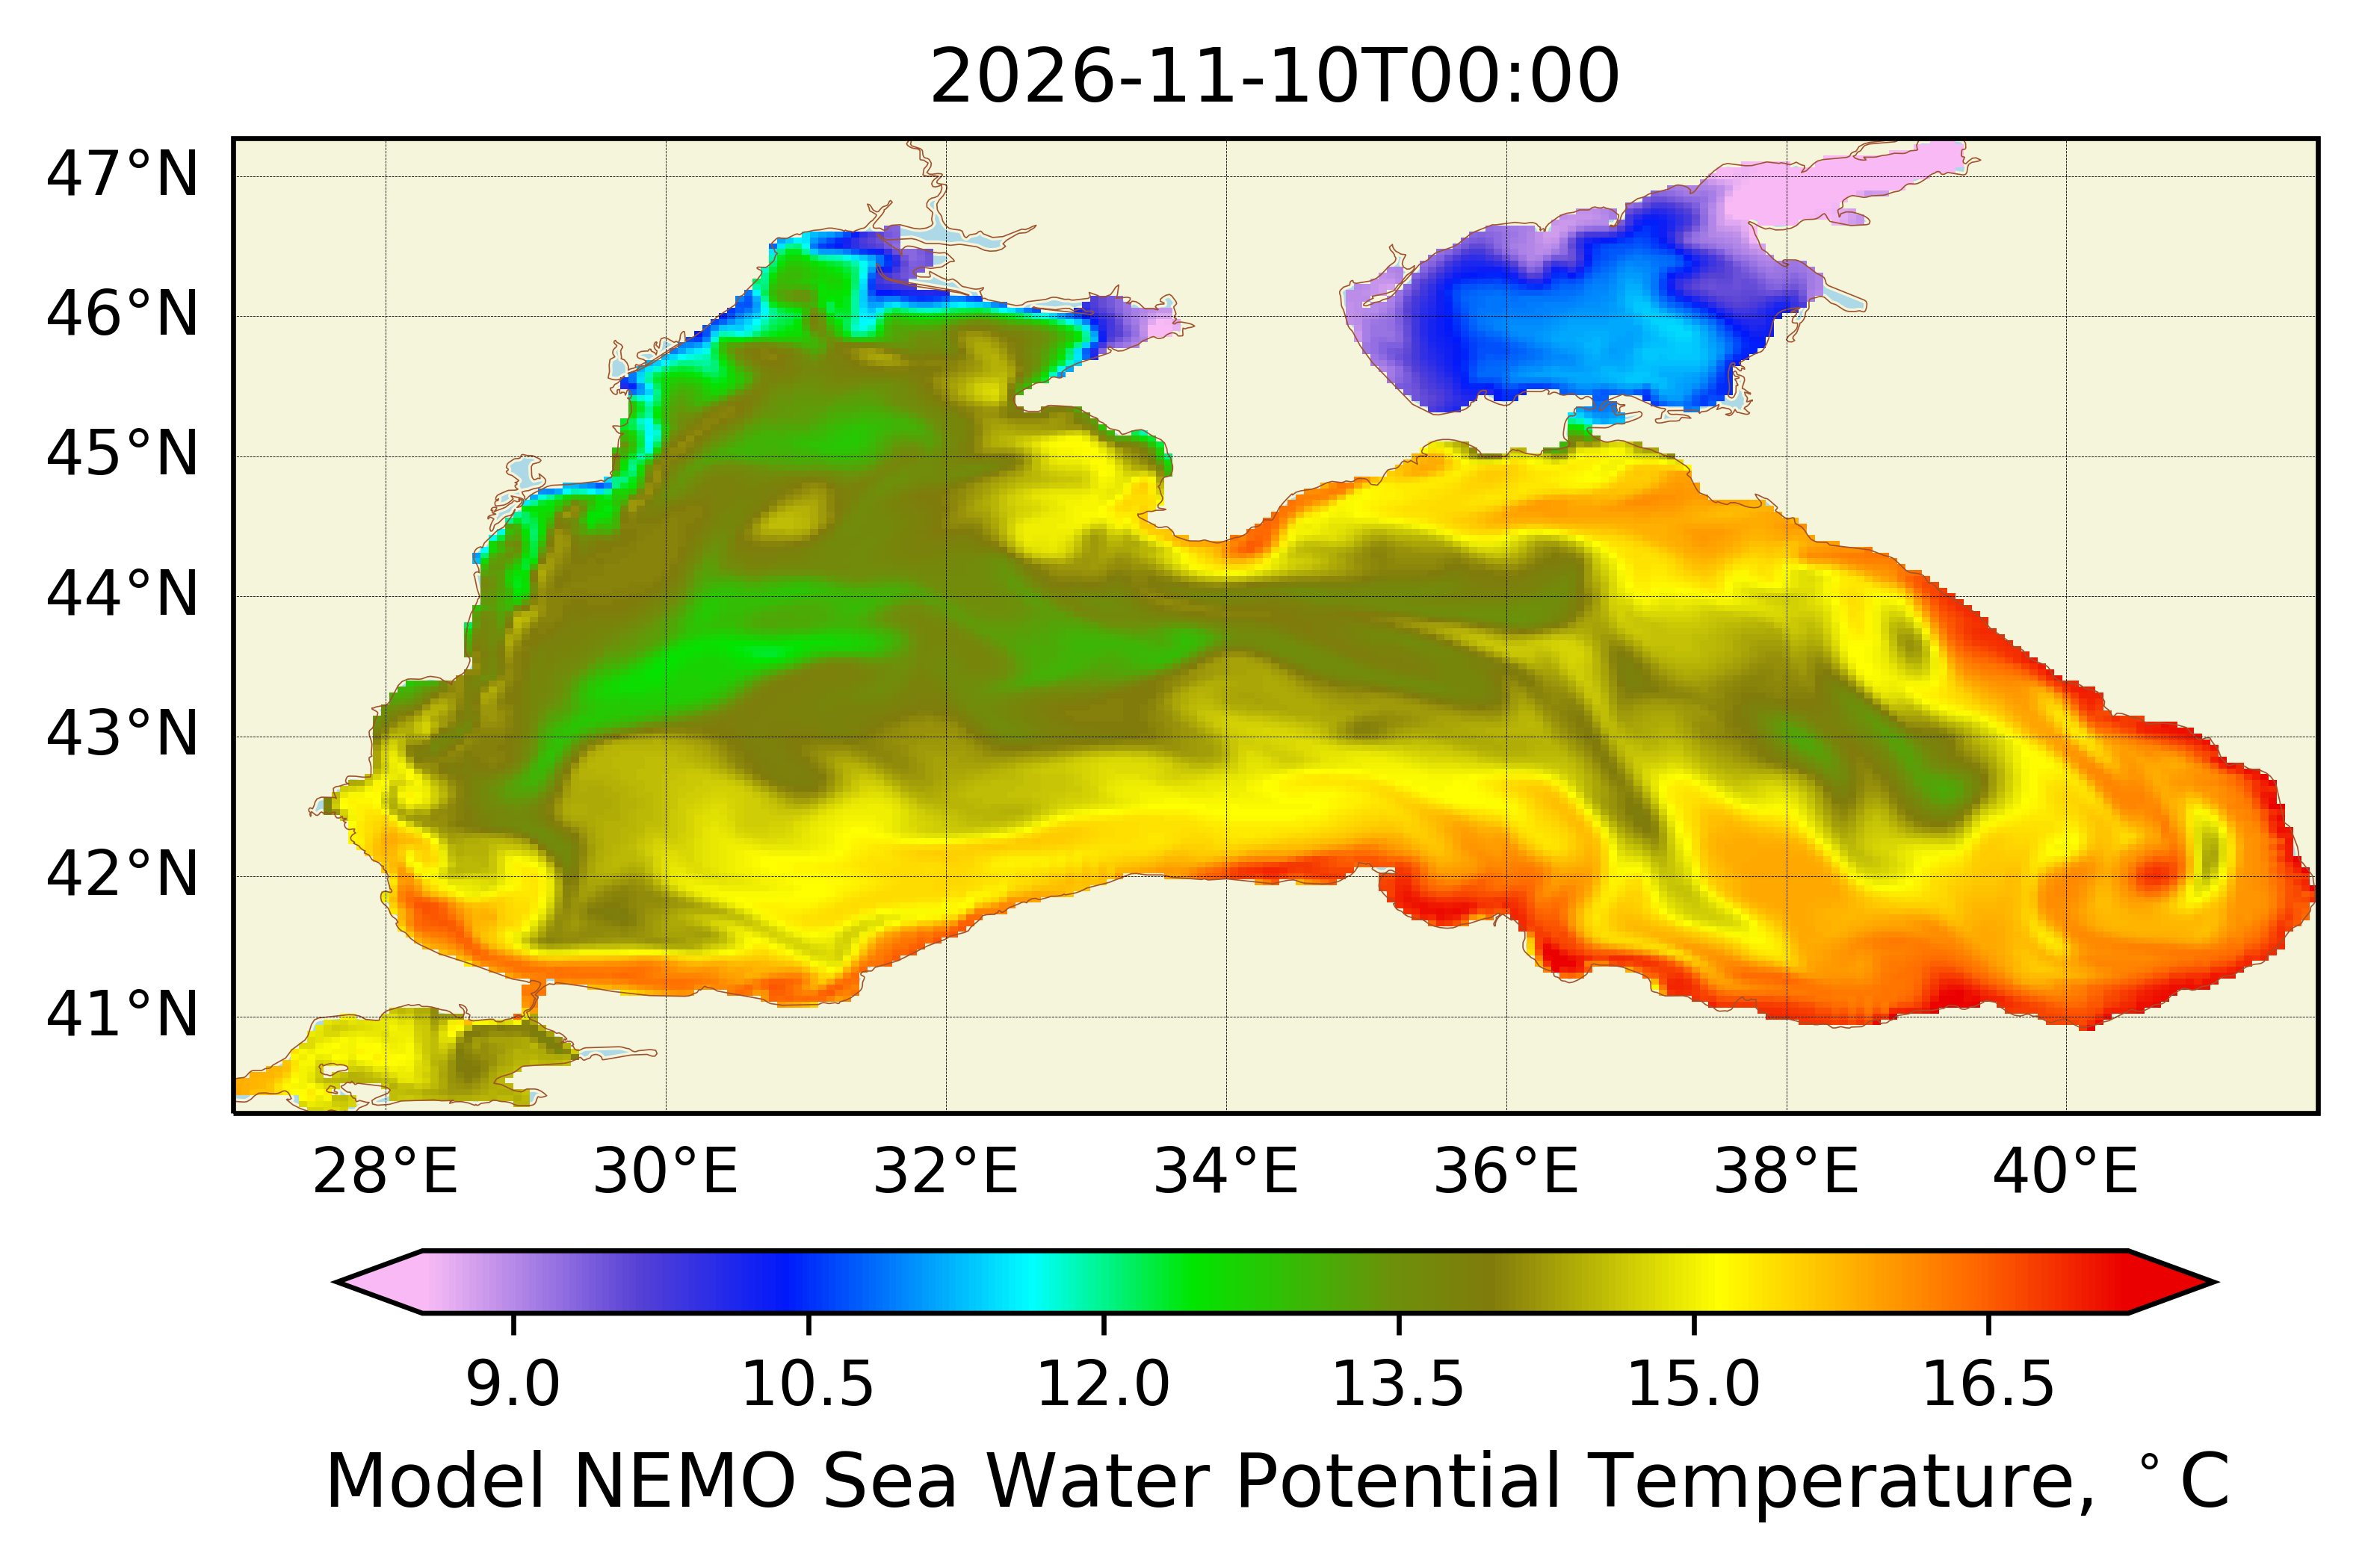 2026-11-10T00:00
47°N
46°N
45°N
44°N
43°N
42°N
41°N
28°E 30°E 32°E 34°E 36°E 38°E 40°E
9.0 10.5 12.0 13.5 15.0 16.5
Model NEMO Sea Water Potential Temperature, °C